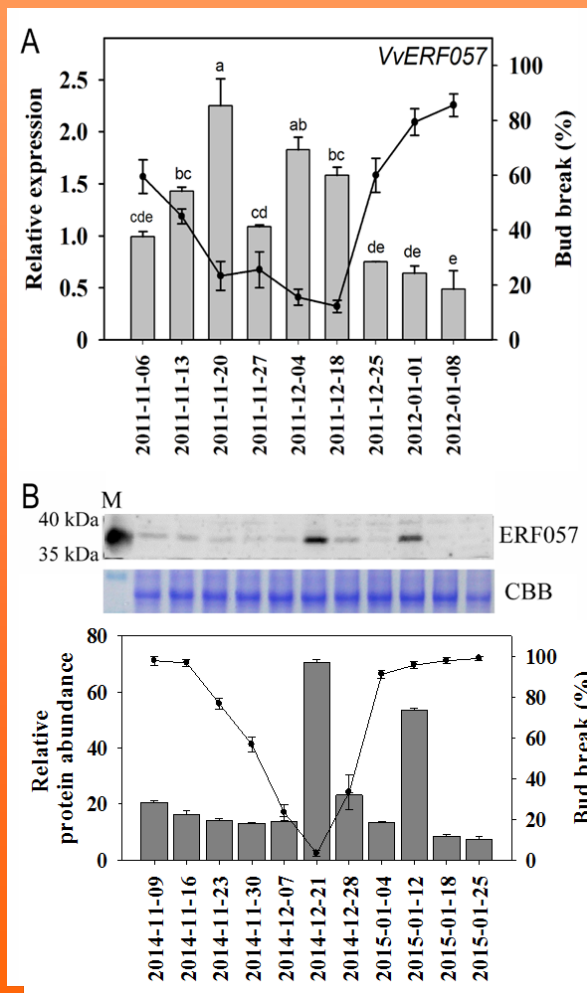 A
VvERF057
Relative expression
2.5
2.0
1.5
1.0
0.5
0
cde
bc
a
cd
ab
bc
de
de
e
100
80
60
40
20
0
Bud break (%)
2011-11-06
2011-11-13
2011-11-20
2011-11-27
2011-12-04
2011-12-18
2011-12-25
2012-01-01
2012-01-08
B
M
40 kDa
35 kDa
ERF057
CBB
Relative
protein abundance
80
60
40
20
0
100
80
60
40
20
0
Bud break (%)
2014-11-09
2014-11-16
2014-11-23
2014-11-30
2014-12-07
2014-12-21
2014-12-28
2015-01-04
2015-01-12
2015-01-18
2015-01-25